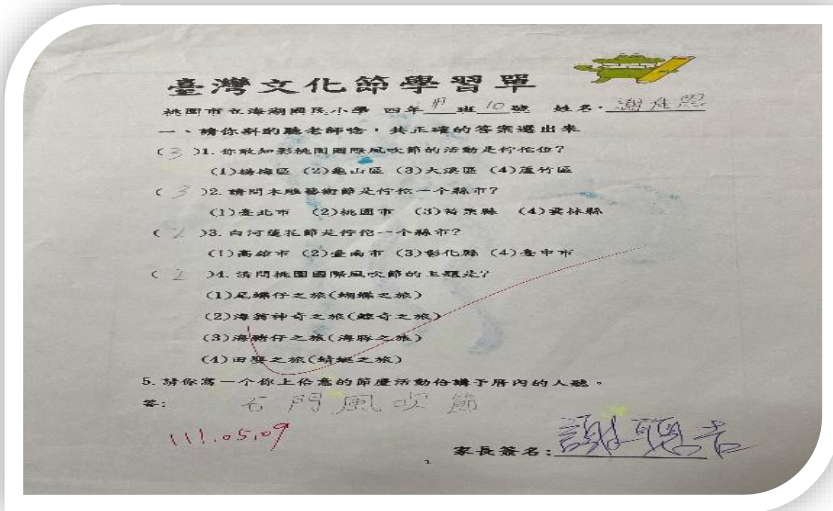 臺灣文化節學習單
桃園市立海湖國民小學 四年 班 10 號 姓名:謝 恩
一、請你斟酌聽老師唸,共正確的答案選出來
( 3 )1. 你敢知影桃園國際風吹節的活動是佇佗位?
(1)楊梅區 (2)龜山區 (3)大溪區 (4)蘆竹區
( 3 )2. 請問木雕藝術節是佇佗一个縣市?
(1)臺北市 (2)桃園市 (3)苗栗縣 (4)雲林縣
( 2 )3. 白河蓮花節是佇佗一个縣市?
(1)高雄市 (2)臺南市 (3)彰化縣 (4)臺中市
( 2 )4. 請問桃園國際風吹節的主題是?
(1)尾蝶仔之旅(蝴蝶之旅)
(2)海翁神奇之旅(鯨奇之旅)
(3)海豬仔之旅(海豚之旅)
(4)田嬰之旅(蜻蜓之旅)
5. 請你寫一个你上佮意的節慶活動佮講予厝內的人聽。
答: 石門風吹節
111.05.09
家長簽名:謝聰吉
1